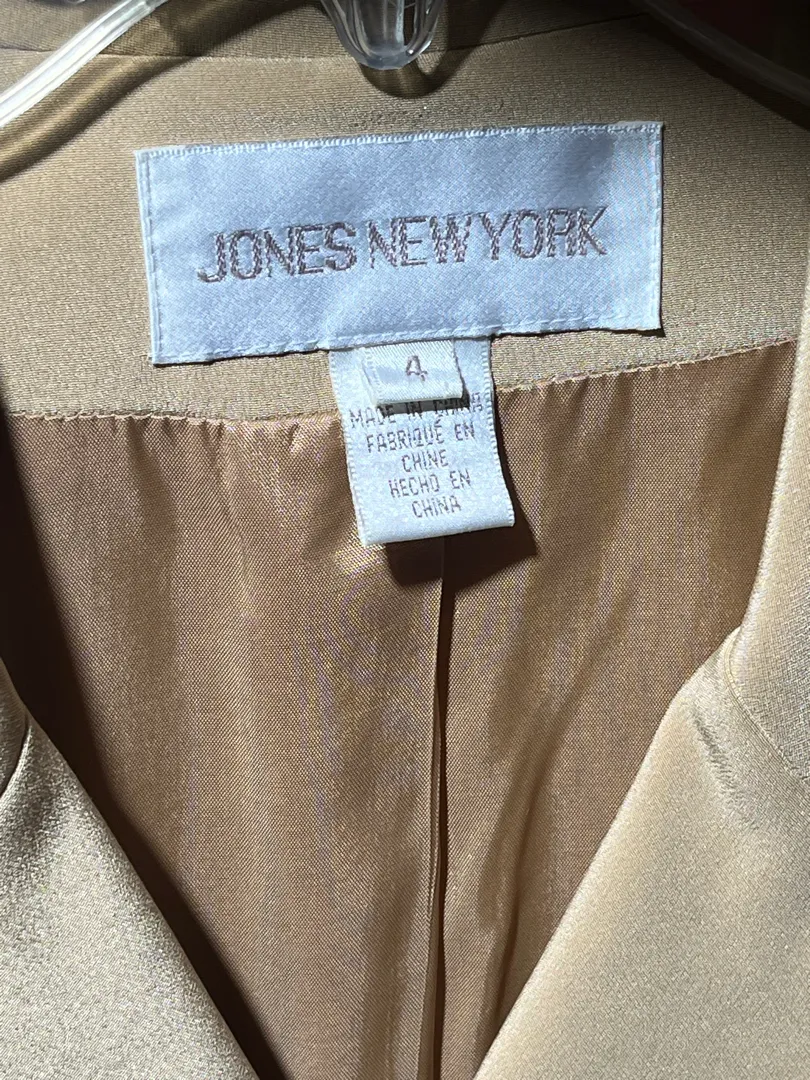 JONES NEW YORK
4
MADE IN CHINA
FABRIQUÉ EN
CHINE
HECHO EN
CHINA